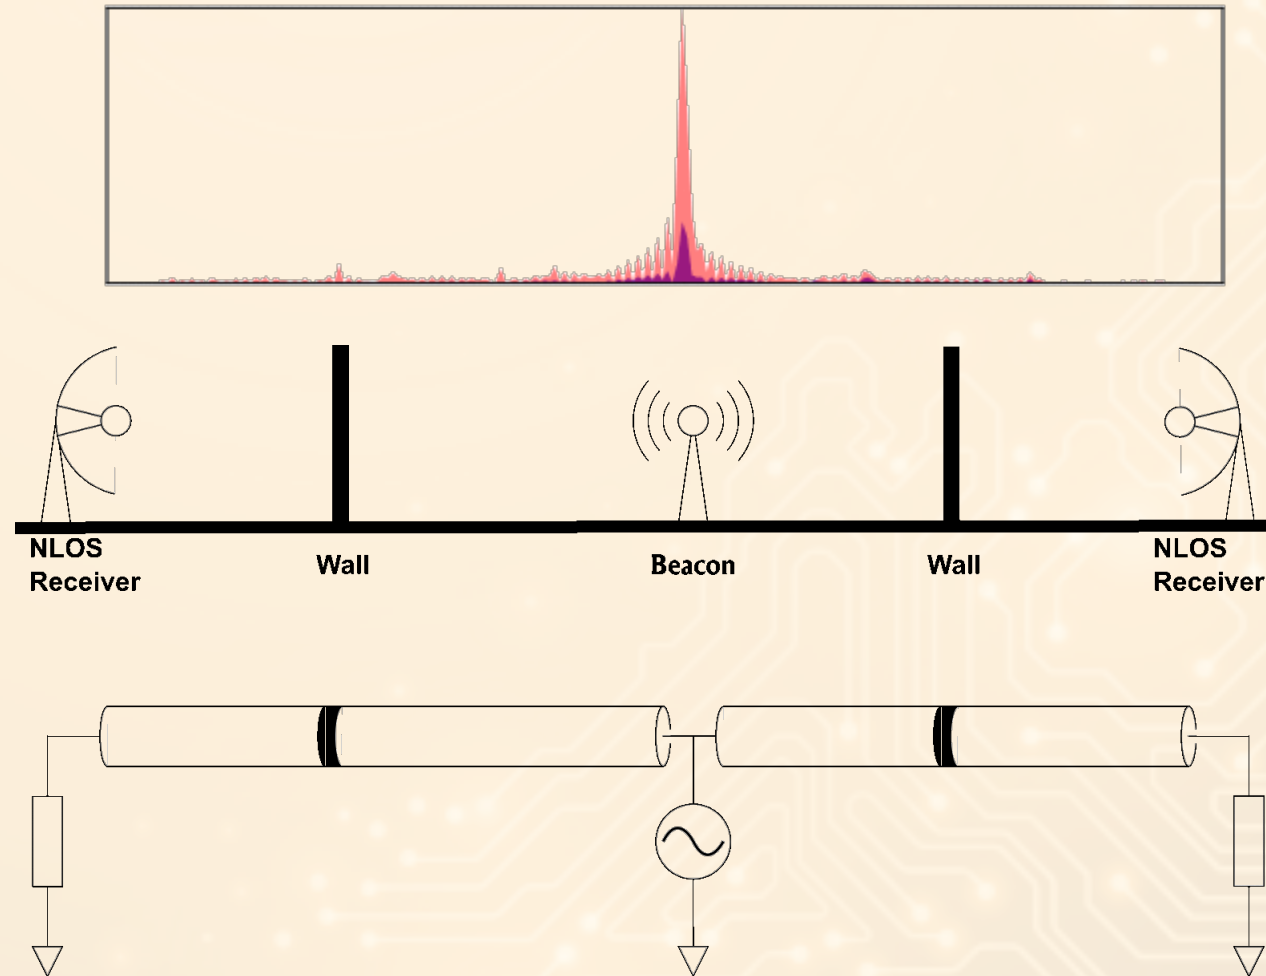 NLOS
Receiver
Wall
Beacon
Wall
NLOS
Receiver